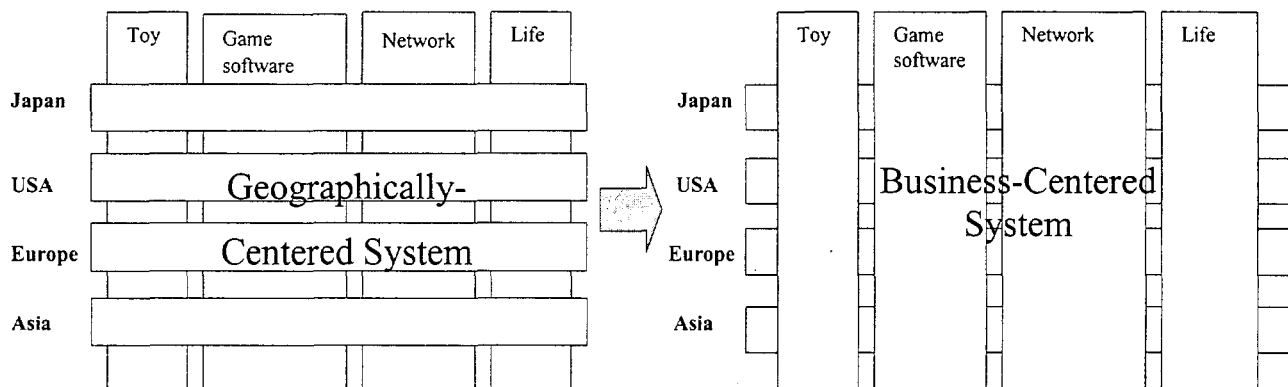 Toy
Game
software
Network
Life
Japan
USA
Europe
Asia
Geographically-
Centered System
Toy
Game
software
Network
Life
Japan
USA
Europe
Asia
Business-Centered
System